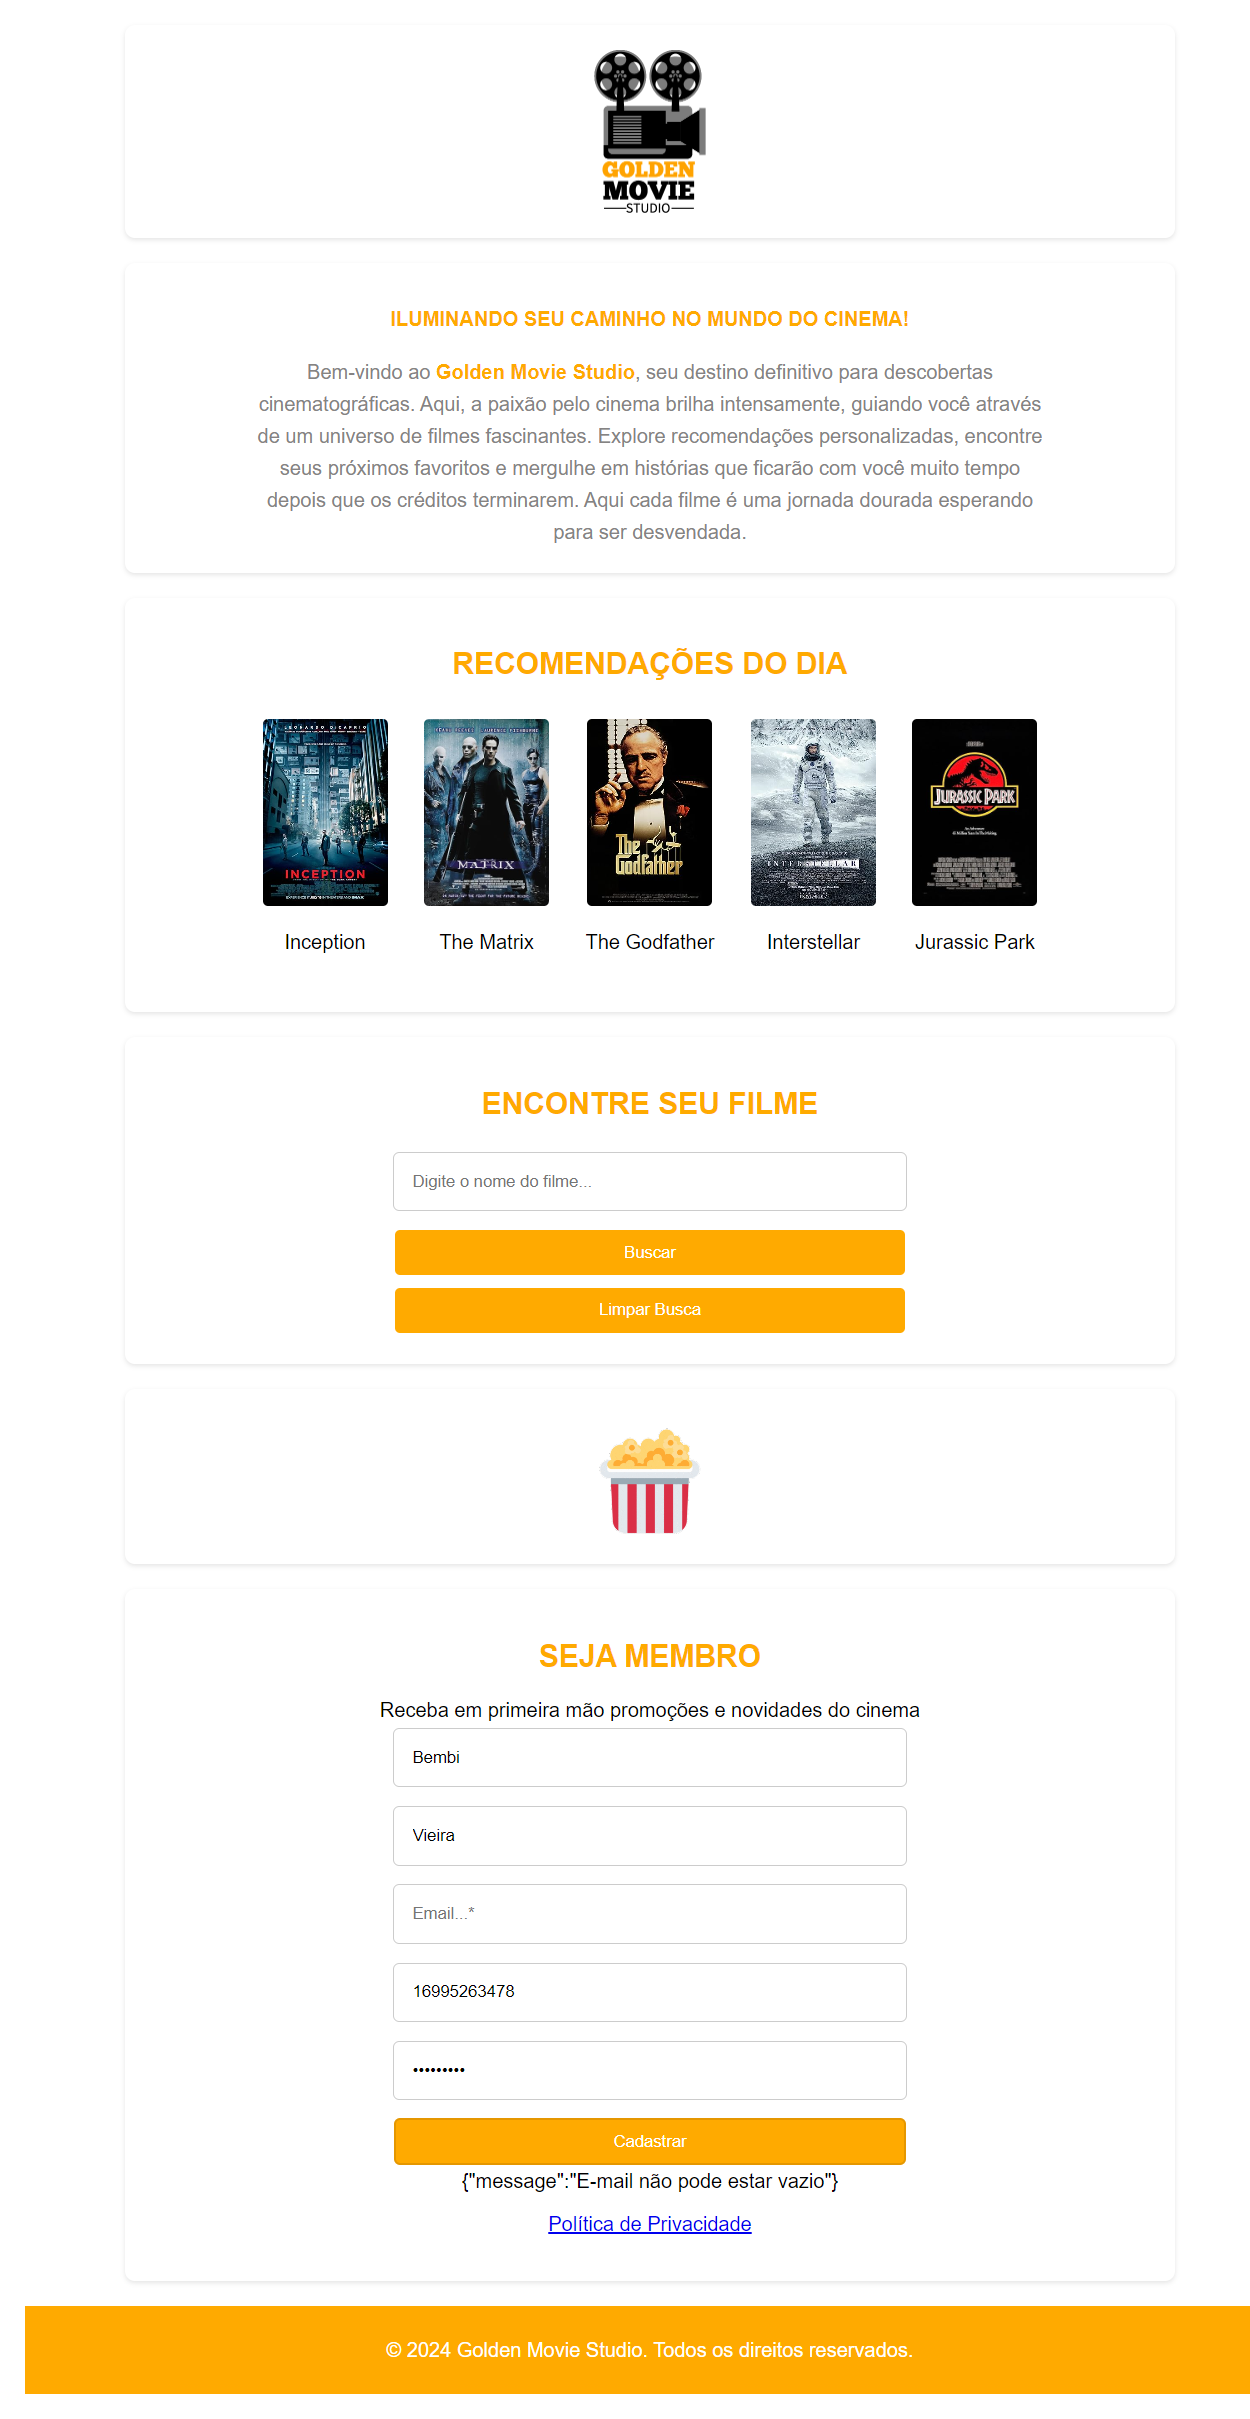 GOLDEN
MOVIE
STUDIO
ILUMINANDO SEU CAMINHO NO MUNDO DO CINEMA!
Bem-vindo ao Golden Movie Studio, seu destino definitivo para descobertas
cinematográficas. Aqui, a paixão pelo cinema brilha intensamente, guiando você através
de um universo de filmes fascinantes. Explore recomendações personalizadas, encontre
seus próximos favoritos e mergulhe em histórias que ficarão com você muito tempo
depois que os créditos terminarem. Aqui cada filme é uma jornada dourada esperando
para ser desvendada.
RECOMENDAÇÕES DO DIA
LEONARDO DICAPRIO
INCEPTION
MATRIX
The
Godfather
INTERSTELLAR
JURASSIC PARK
Inception
The Matrix
The Godfather
Interstellar
Jurassic Park
ENCONTRE SEU FILME
Digite o nome do filme...
Buscar
Limpar Busca
SEJA MEMBRO
Receba em primeira mão promoções e novidades do cinema
Bembi
Vieira
Email...*
16995263478
•••••••••
Cadastrar
{"message":"E-mail não pode estar vazio"}
Política de Privacidade
© 2024 Golden Movie Studio. Todos os direitos reservados.